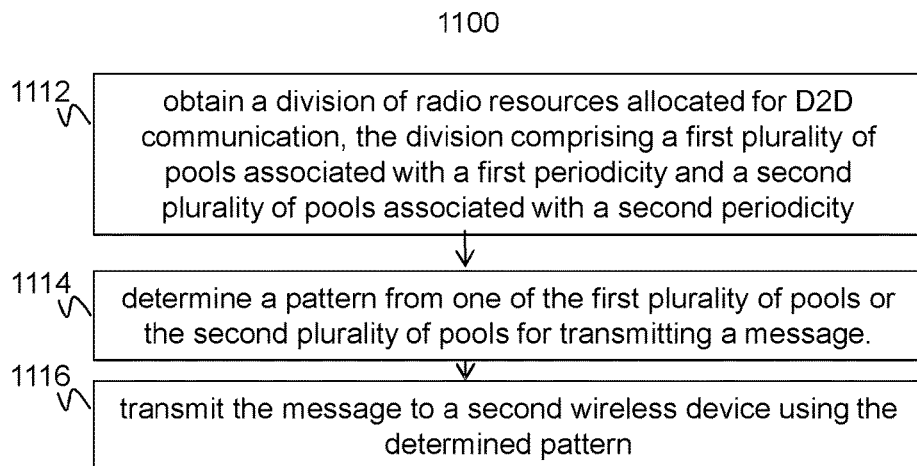 1100
1112
obtain a division of radio resources allocated for D2D
communication, the division comprising a first plurality of
pools associated with a first periodicity and a second
plurality of pools associated with a second periodicity
1114
determine a pattern from one of the first plurality of pools or
the second plurality of pools for transmitting a message.
1116
transmit the message to a second wireless device using the
determined pattern